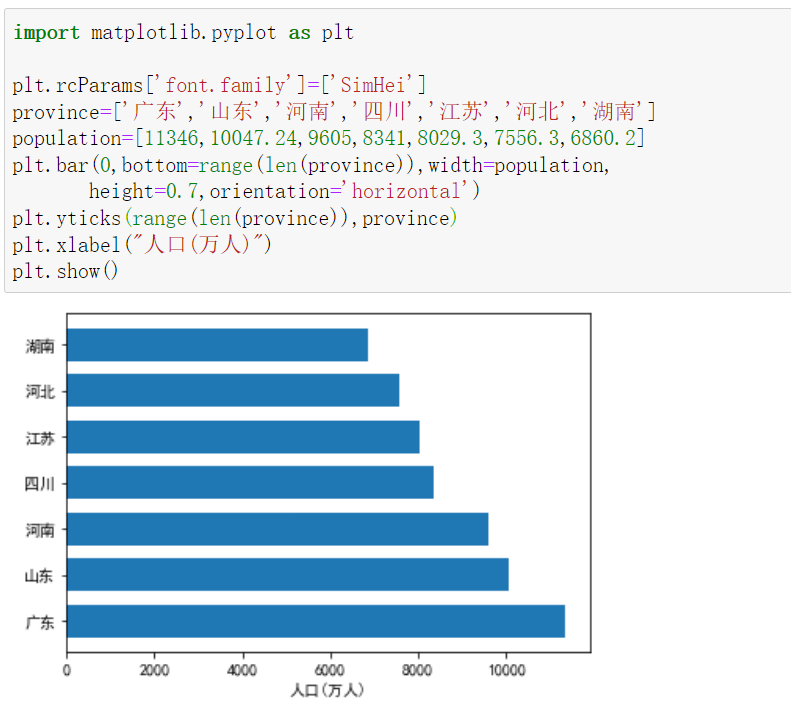 import matplotlib.pyplot as plt
plt.rcParams['font.family']=['SimHei']
province=['广东','山东','河南','四川','江苏','河北','湖南']
population=[11346,10047.24,9605,8341,8029.3,7556.3,6860.2]
plt.bar(0,bottom=range(len(province)),width=population,
height=0.7,orientation='horizontal')
plt.yticks(range(len(province)),province)
plt.xlabel("人口(万人)")
plt.show()
湖南
河北
江苏
四川
河南
山东
广东
0 2000 4000 6000 8000 10000
人口(万人)